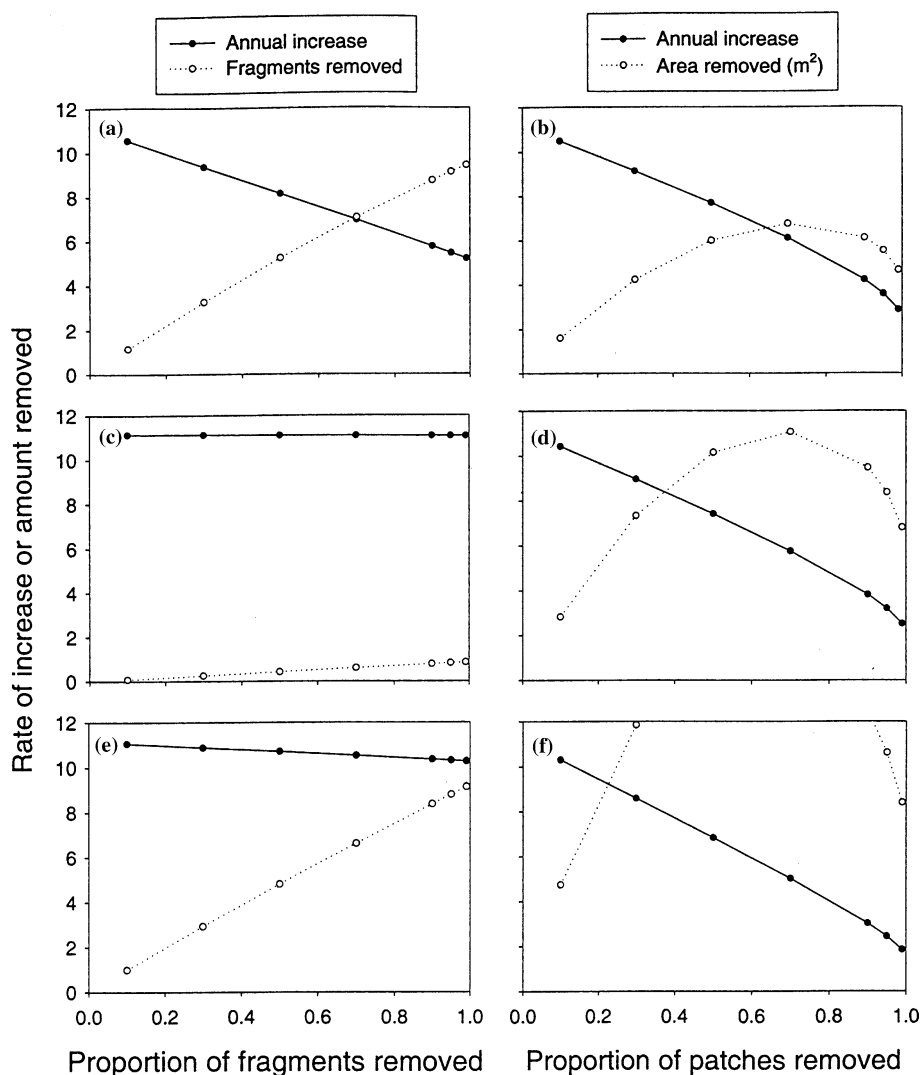 Annual increase
Fragments removed
Annual increase
Area removed (m²)
Rate of increase or amount removed
(a)
12
10
8
6
4
2
0
(b)
(c)
12
10
8
6
4
2
0
(d)
(e)
12
10
8
6
4
2
0
0.0 0.2 0.4 0.6 0.8 1.0
(f)
0.0 0.2 0.4 0.6 0.8 1.0
Proportion of fragments removed
Proportion of patches removed